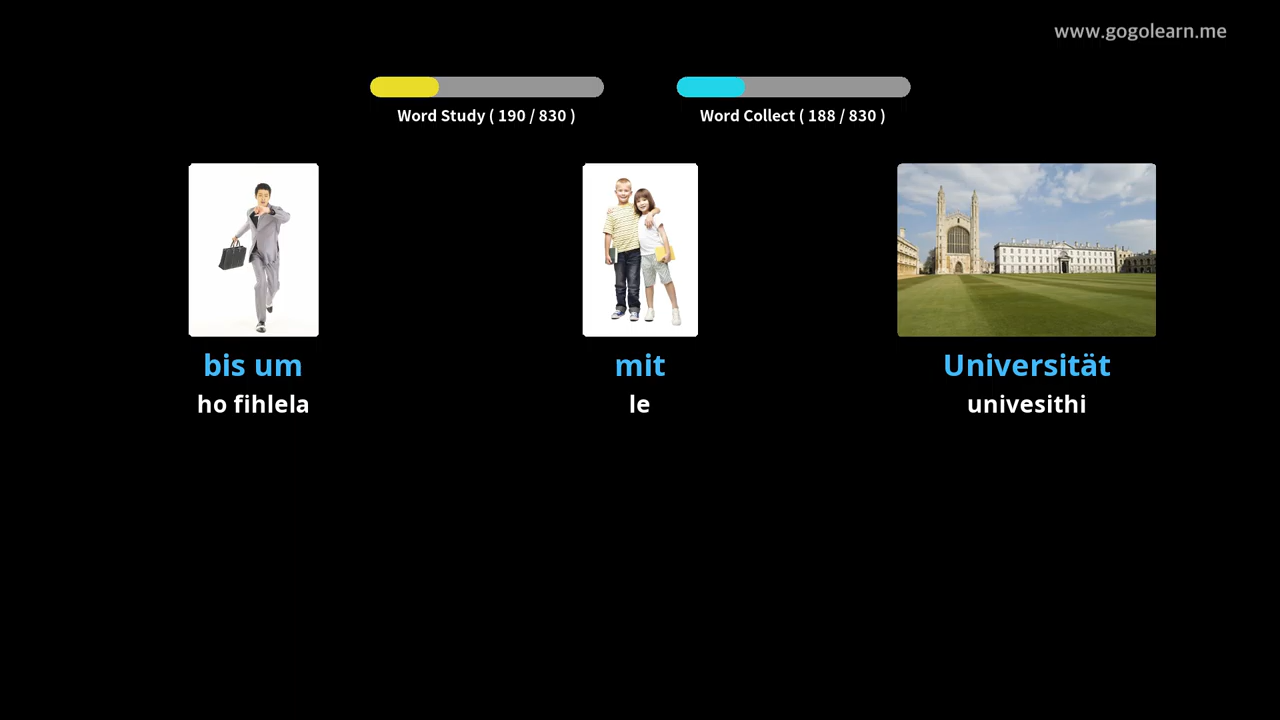 www.gogolearn.me
Word Study ( 190 / 830 )
Word Collect ( 188 / 830 )
bis um
ho fihlela
mit
le
Universität
univesithi